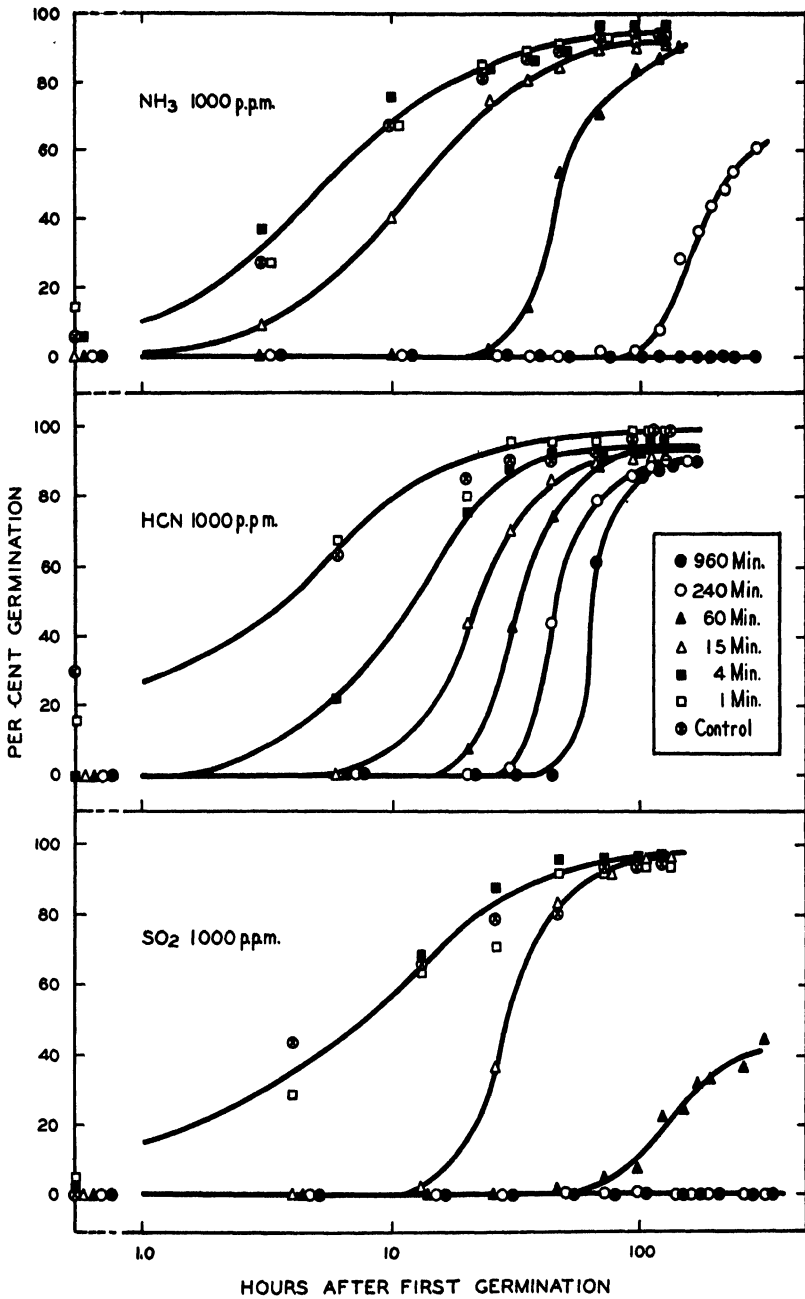 100
80
60
40
20
0
NH3 1000 p.p.m.
100
80
60
40
20
0
HCN 1000 p.p.m.
960 Min.
240 Min.
60 Min.
15 Min.
4 Min.
1 Min.
Control
100
80
60
40
20
0
SO2 1000 p.p.m.
PER CENT GERMINATION
1.0
10
100
HOURS AFTER FIRST GERMINATION